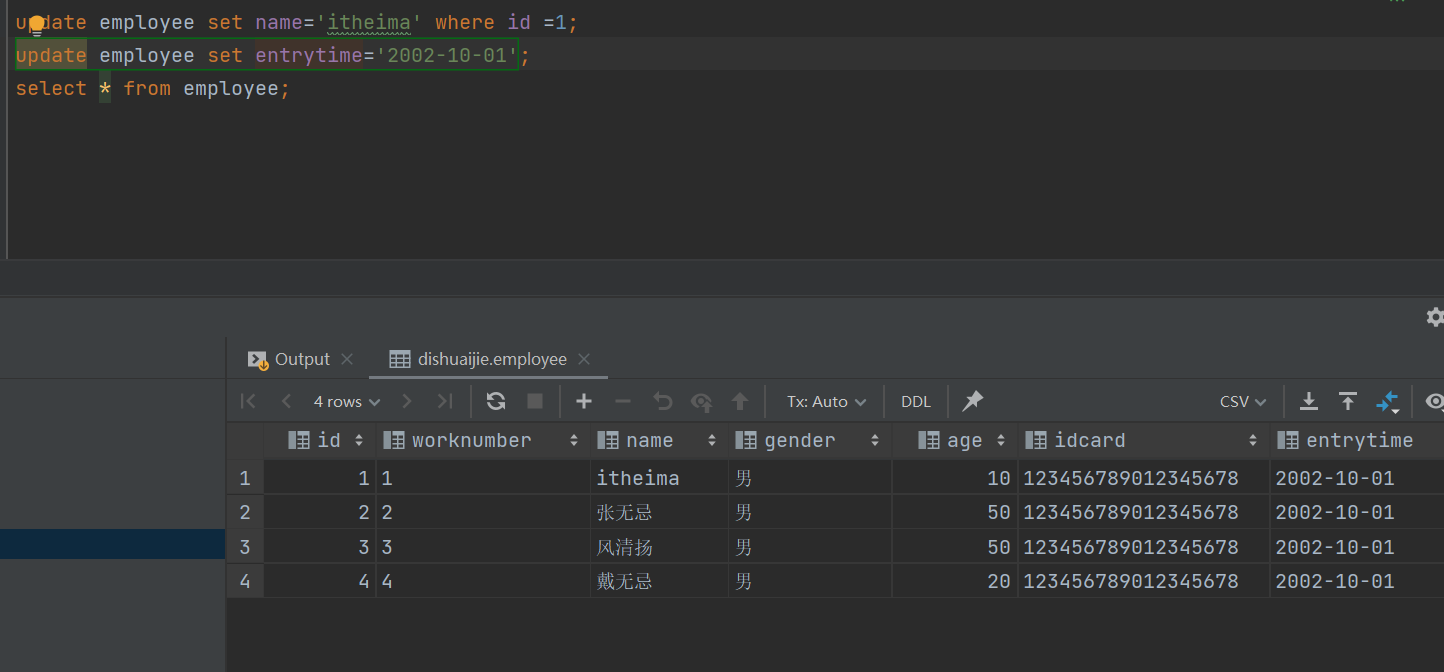 update employee set name='itheima' where id =1;
update employee set entrytime='2002-10-01';
select * from employee;
Output dishuaijie.employee
4 rows Tx: Auto DDL CSV
id worknumber name gender age idcard entrytime
1 1 1 itheima 男 10 123456789012345678 2002-10-01
2 2 2 张无忌 男 50 123456789012345678 2002-10-01
3 3 3 风清扬 男 50 123456789012345678 2002-10-01
4 4 4 戴无忌 男 20 123456789012345678 2002-10-01